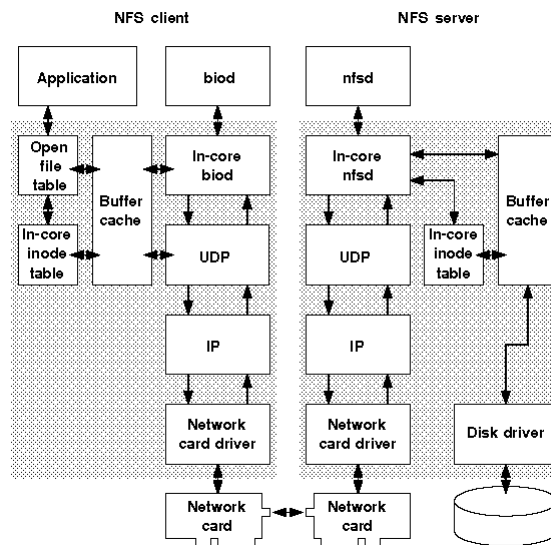 NFS client
NFS server
Application
biod
nfsd
Open
file
table
Buffer
cache
In-core
biod
In-core
inode
table
UDP
IP
Network
card driver
Network
card
In-core
nfsd
Buffer
cache
In-core
inode
table
UDP
IP
Network
card driver
Disk driver
Network
card